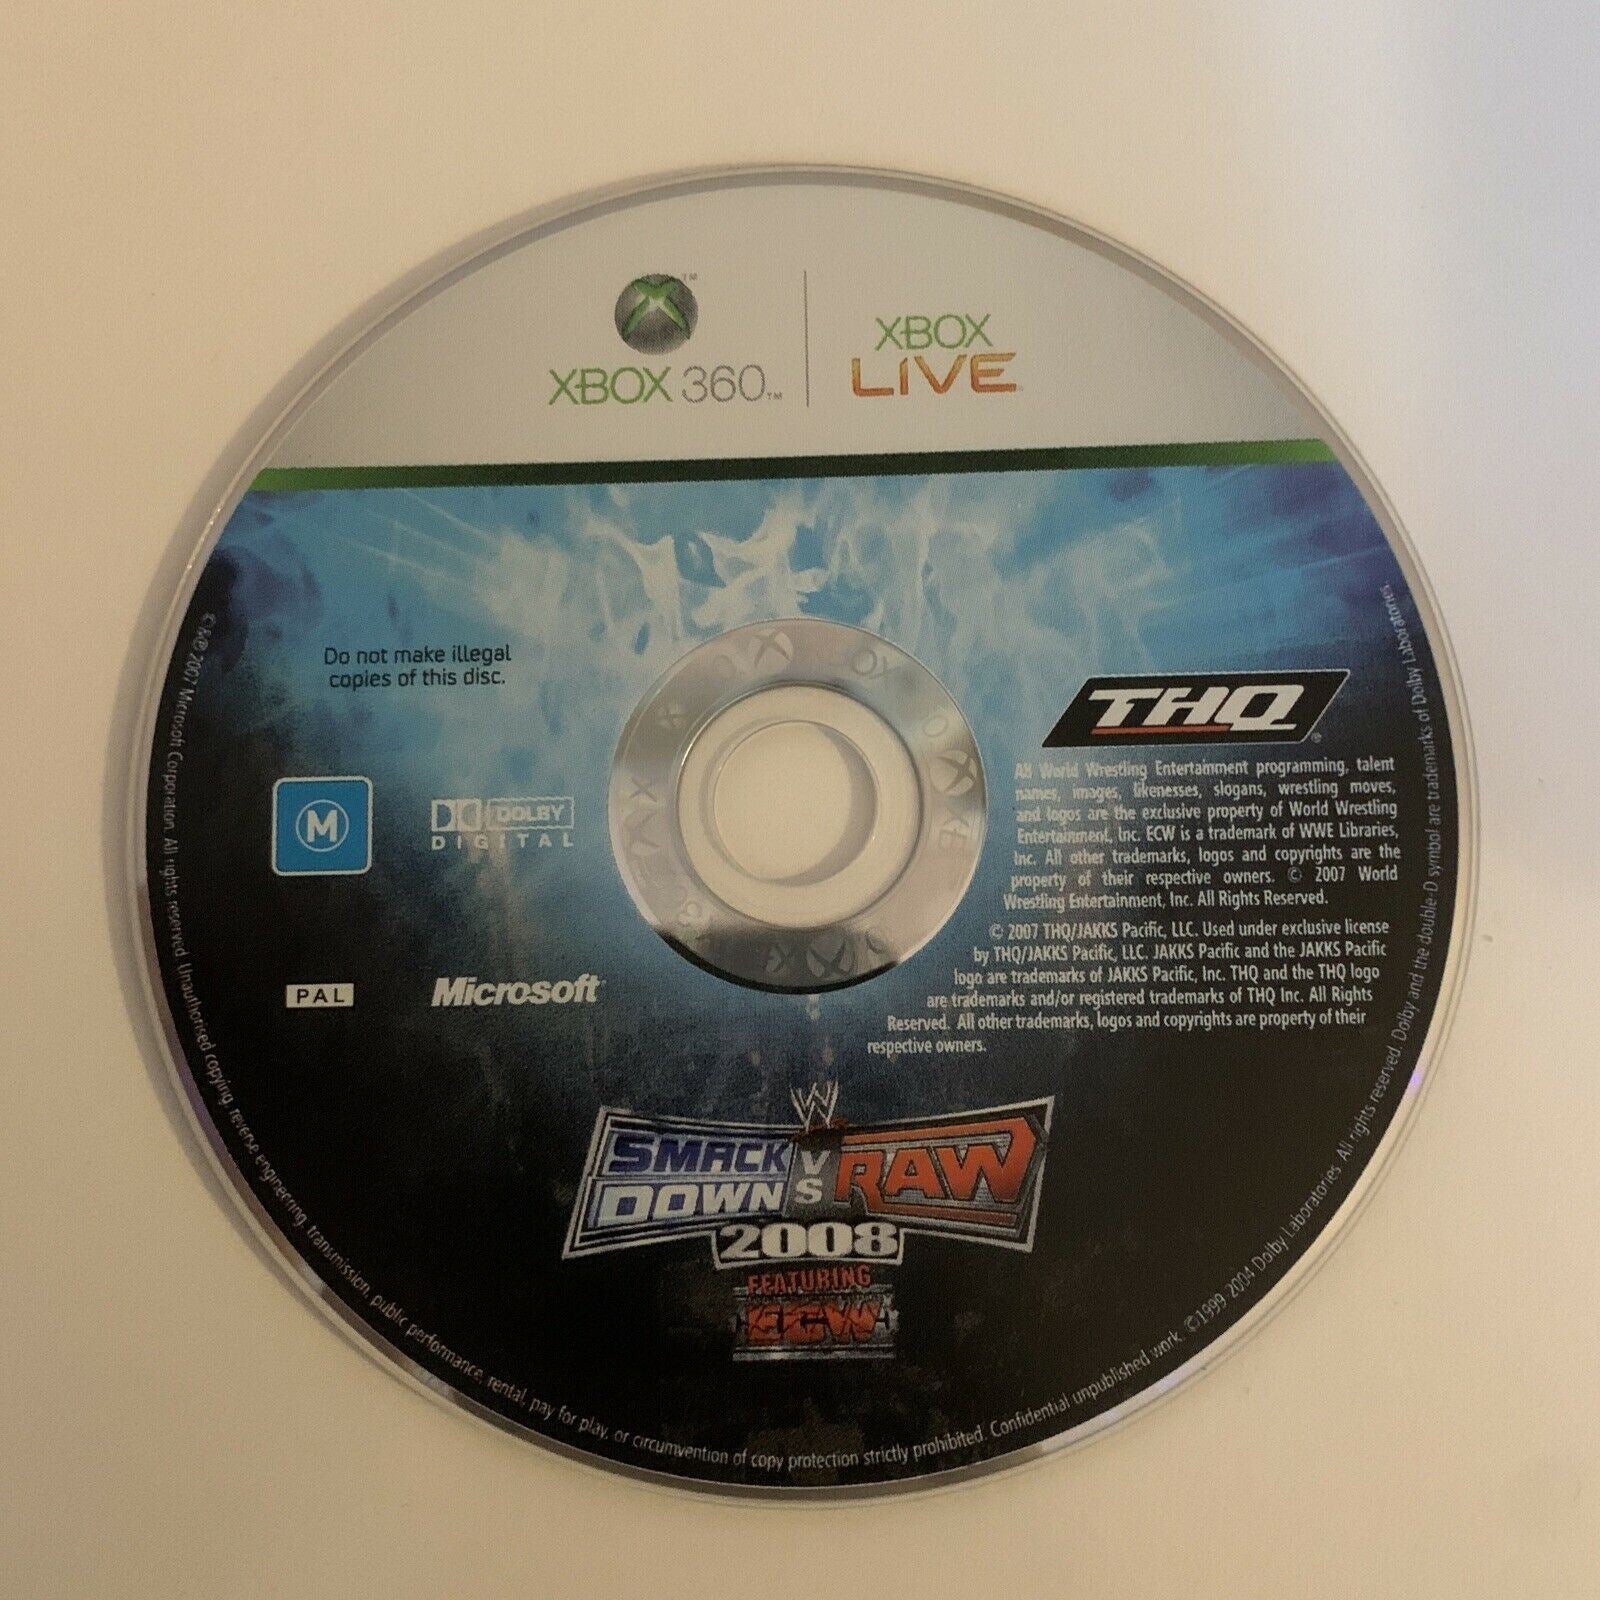 XBOX 360™
XBOX
LIVE
Do not make illegal
copies of this disc.
THQ®
M
DOLBY
DIGITAL
PAL
Microsoft
All World Wrestling Entertainment programming, talent
names, images, likenesses, slogans, wrestling moves,
and logos are the exclusive property of World Wrestling
Entertainment, Inc. ECW is a trademark of WWE Libraries,
Inc. All other trademarks, logos and copyrights are the
property of their respective owners. © 2007 World
Wrestling Entertainment, Inc. All Rights Reserved.
© 2007 THQ/JAKKS Pacific, LLC. Used under exclusive license
by THQ/JAKKS Pacific, LLC. JAKKS Pacific and the JAKKS Pacific
logo are trademarks of JAKKS Pacific, Inc. THQ and the THQ logo
are trademarks and/or registered trademarks of THQ Inc. All Rights
Reserved. All other trademarks, logos and copyrights are property of their
respective owners.
W
SMACK
DOWN
VS
RAW
2008
FEATURING
ECW
© & ℗ 2007 Microsoft Corporation. All rights reserved. Unauthorised copying, reverse engineering, transmission, public performance, rental, pay for play, or circumvention of copy protection strictly prohibited. Confidential unpublished work. ©1999-2004 Dolby Laboratories. All rights reserved. Dolby and the double-D symbol are trademarks of Dolby Laboratories.